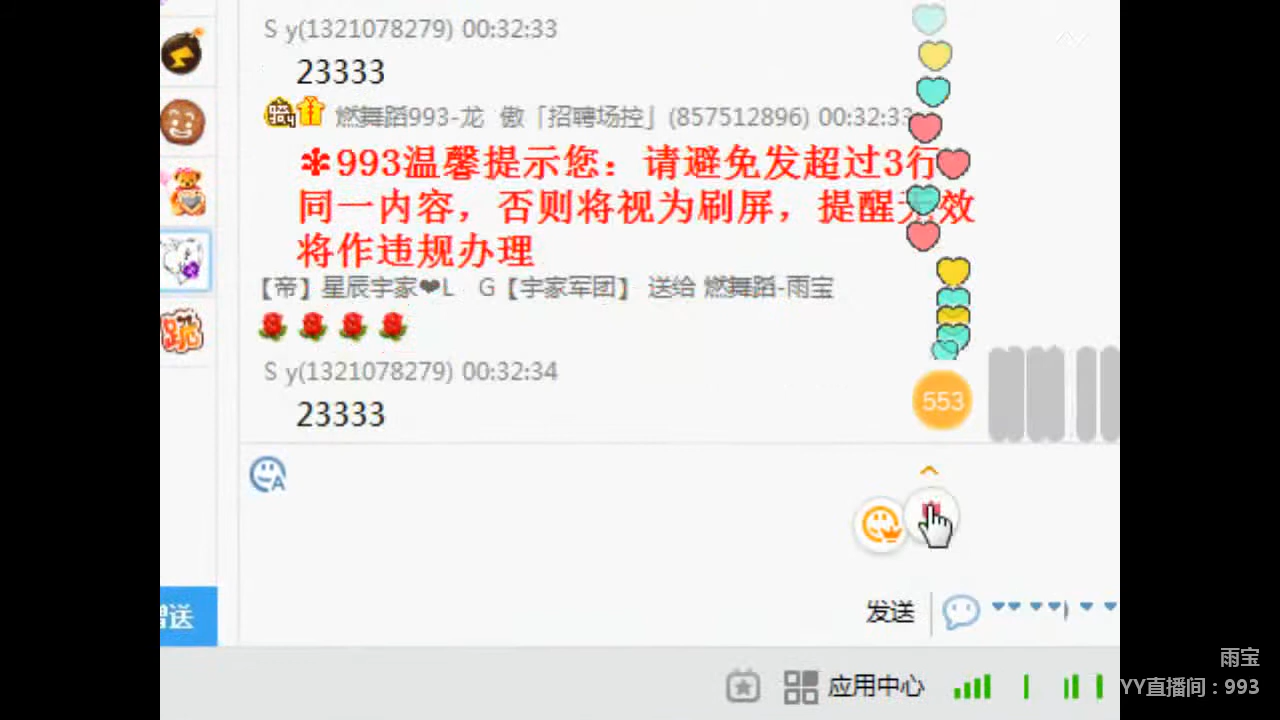 S y(1321078279) 00:32:33
23333
燃舞蹈993-龙 傲「招聘场控」(857512896) 00:32:33
✽993温馨提示您：请避免发超过3行
同一内容，否则将视为刷屏，提醒无效
将作违规办理
【帝】星辰宇家❤L G【宇家军团】 送给 燃舞蹈-雨宝
S y(1321078279) 00:32:34
23333
553
跪
发送
赠送
应用中心
雨宝
YY直播间：993